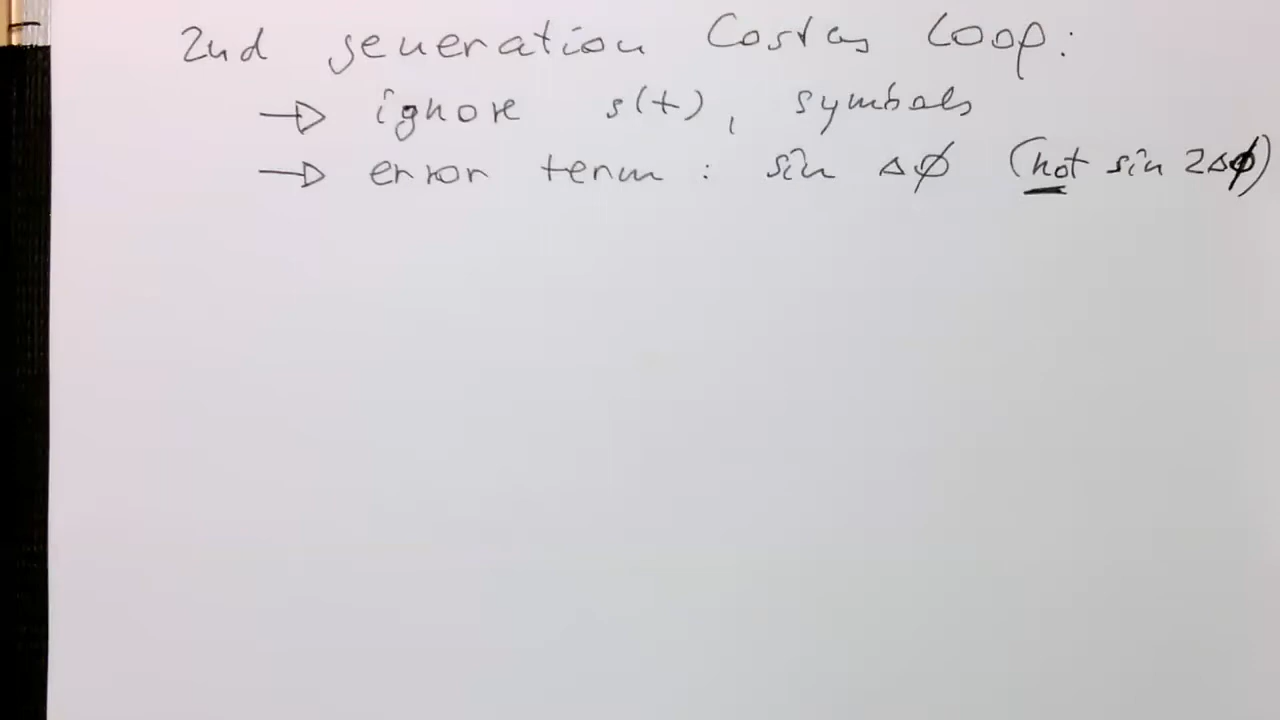 2nd generation Costas Loop:
→ ignore s(t), symbols
→ error term : sin Δϕ (not sin 2Δϕ)